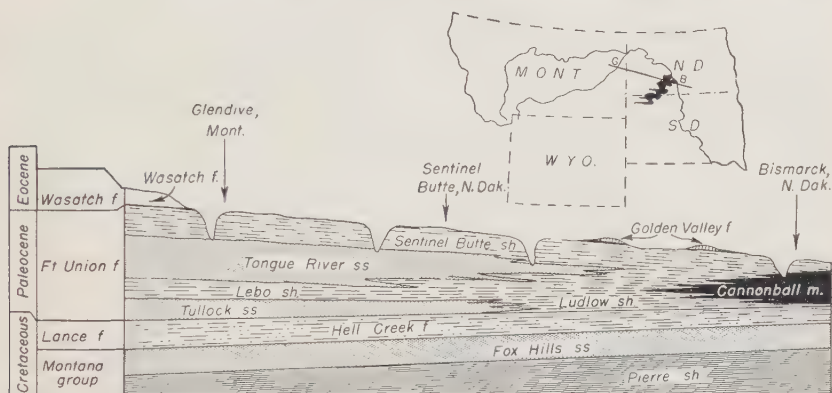 MONT
N D
G
B
S D
WYO.
Glendive,
Mont.
Sentinel
Butte, N. Dak.
Bismarck,
N. Dak.
Eocene
Wasatch f
Wasatch f.
Golden Valley f
Sentinel Butte sh
Paleocene
Ft Union f
Tongue River ss
Cannonball m.
Lebo sh
Ludlow sh
Tullock ss
Cretaceous
Lance f
Hell Creek f
Fox Hills ss
Montana
group
Pierre sh